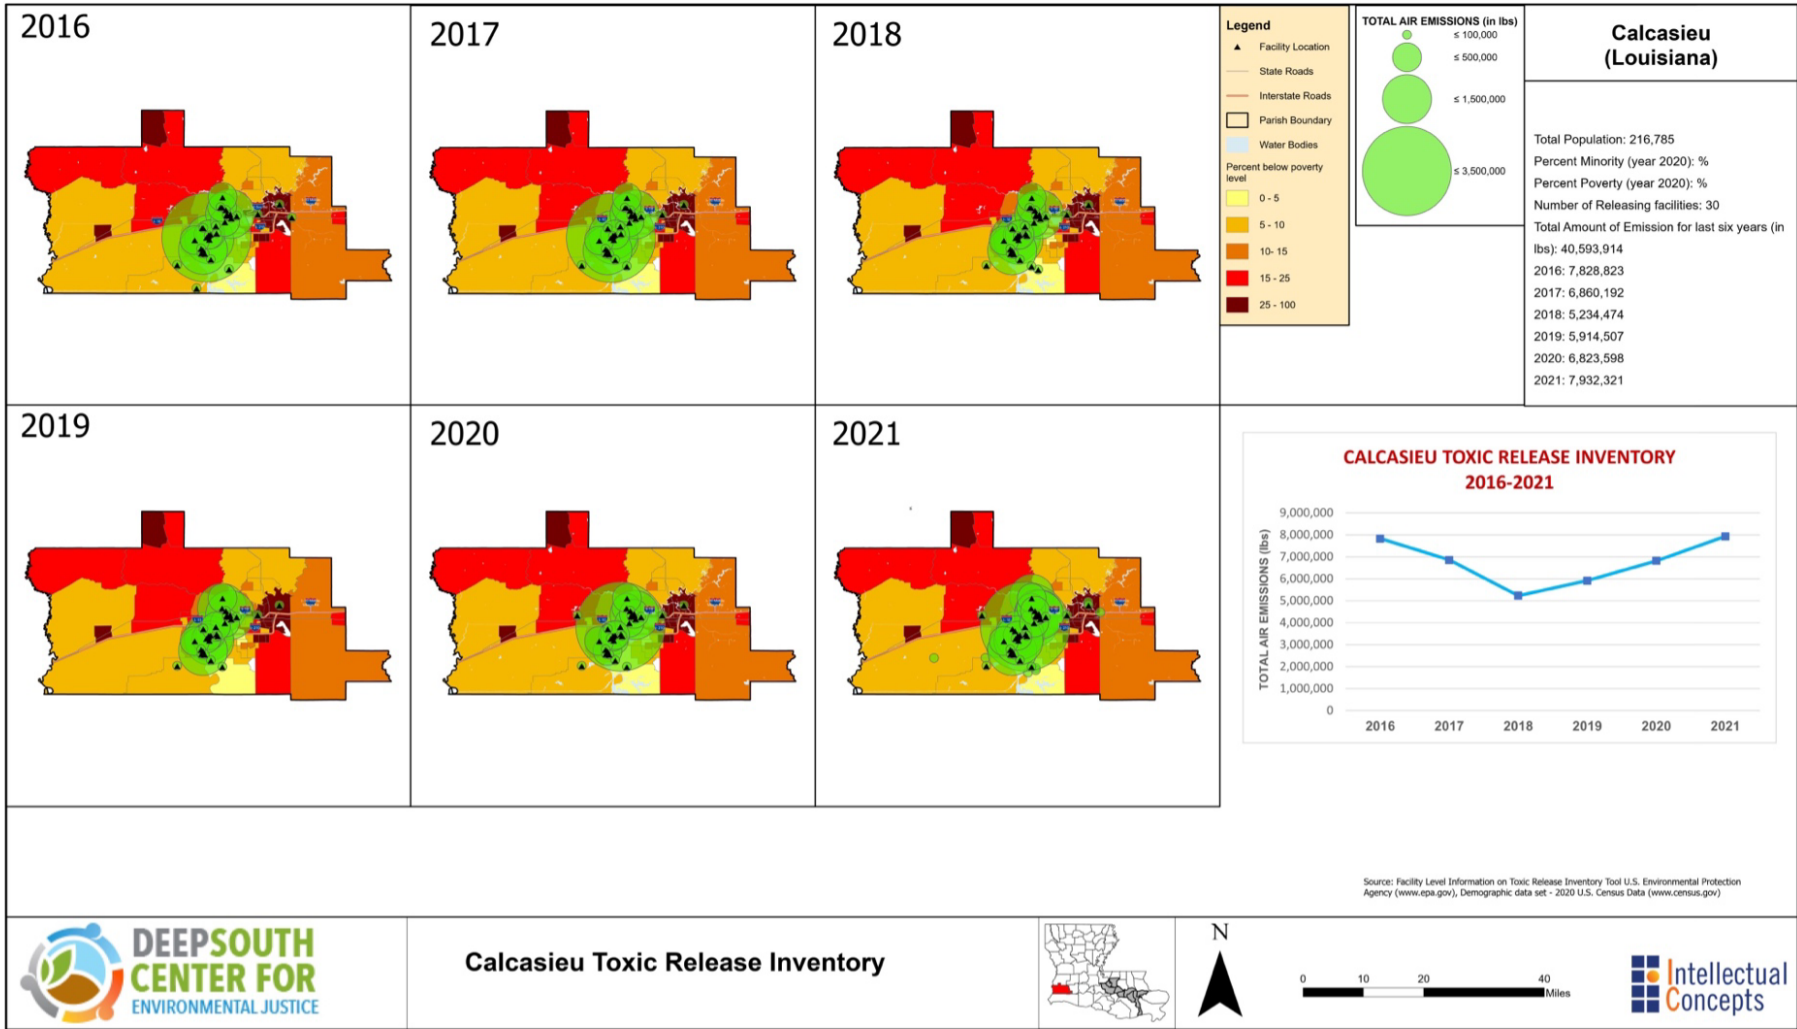 2016
2017
2018
Legend
Facility Location
State Roads
Interstate Roads
Parish Boundary
Water Bodies
Percent below poverty
level
0 - 5
5 - 10
10- 15
15 - 25
25 - 100
TOTAL AIR EMISSIONS (in lbs)
≤ 100,000
≤ 500,000
≤ 1,500,000
≤ 3,500,000
Calcasieu
(Louisiana)
Total Population: 216,785
Percent Minority (year 2020): %
Percent Poverty (year 2020): %
Number of Releasing facilities: 30
Total Amount of Emission for last six years (in
lbs): 40,593,914
2016: 7,828,823
2017: 6,860,192
2018: 5,234,474
2019: 5,914,507
2020: 6,823,598
2021: 7,932,321
2019
2020
2021
CALCASIEU TOXIC RELEASE INVENTORY
2016-2021
TOTAL AIR EMISSIONS (lbs)
9,000,000
8,000,000
7,000,000
6,000,000
5,000,000
4,000,000
3,000,000
2,000,000
1,000,000
0
2016 2017 2018 2019 2020 2021
Source: Facility Level Information on Toxic Release Inventory Tool U.S. Environmental Protection
Agency (www.epa.gov), Demographic data set - 2020 U.S. Census Data (www.census.gov)
DEEPSOUTH
CENTER FOR
ENVIRONMENTAL JUSTICE
Calcasieu Toxic Release Inventory
N
0 10 20 40
Miles
Intellectual
Concepts